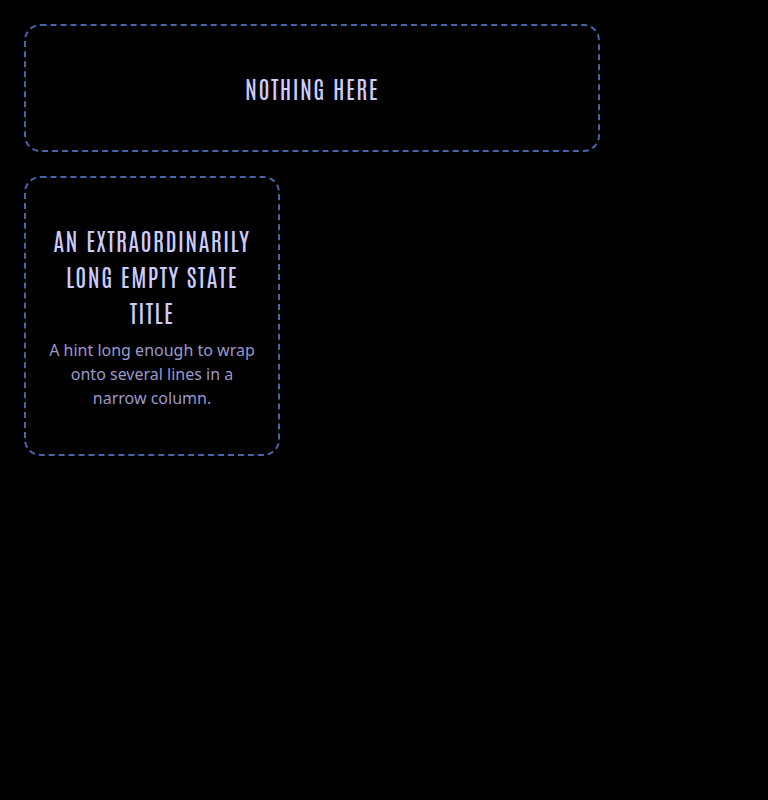 NOTHING HERE
AN EXTRAORDINARILY
LONG EMPTY STATE
TITLE
A hint long enough to wrap
onto several lines in a
narrow column.